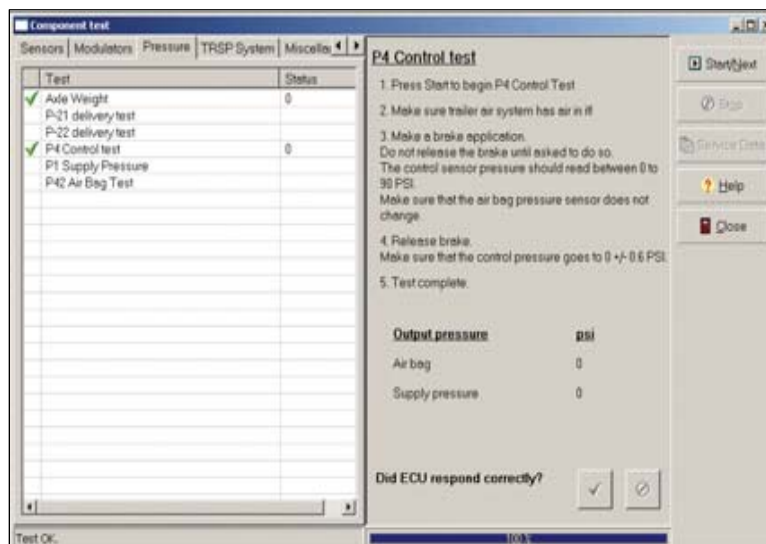 Component test
Sensors Modulators Pressure TRSP System Miscella
Test Status
Axle Weight 0
P-21 delivery test
P-22 delivery test
P4 Control test 0
P1 Supply Pressure
P42 Air Bag Test
P4 Control test
1. Press Start to begin P4 Control Test
2. Make sure trailer air system has air in it!
3. Make a brake application.
Do not release the brake until asked to do so.
The control sensor pressure should read between 0 to
90 PSI.
Make sure that the air bag pressure sensor does not
change.
4. Release brake.
Make sure that the control pressure goes to 0 +/- 0.6 PSI.
5. Test complete.
Output pressure psi
Air bag 0
Supply pressure 0
Did ECU respond correctly?
Start/Next
Stop
Service Data
Help
Close
Test OK.
100 %